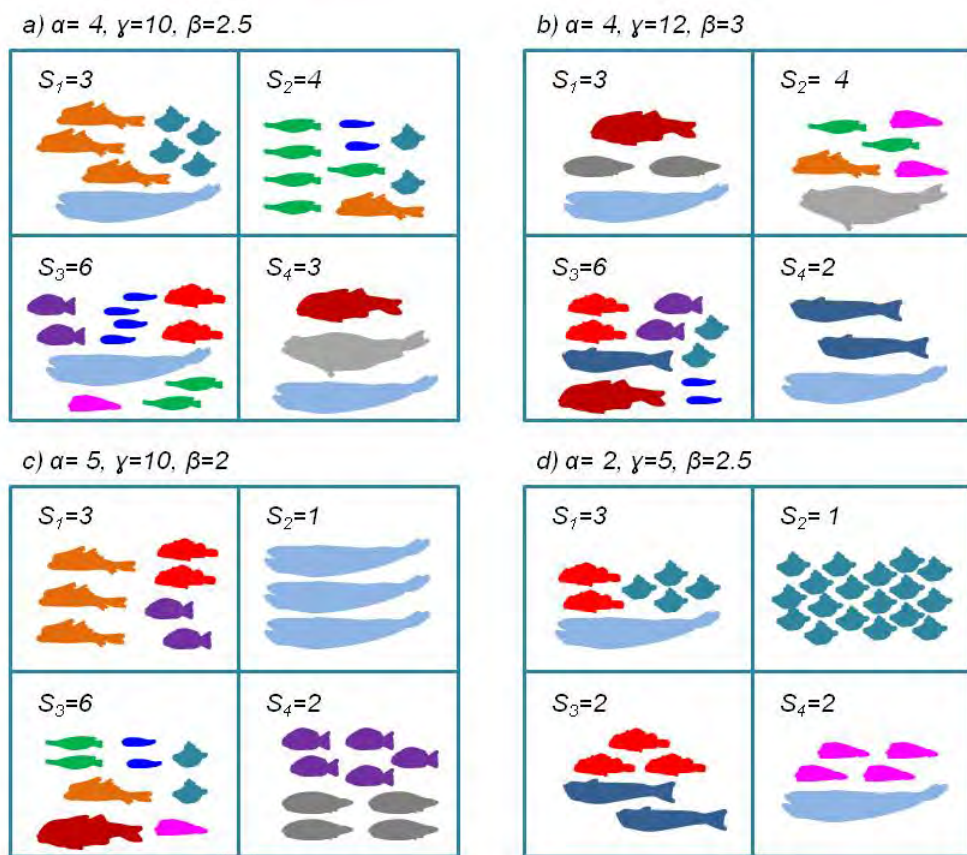 a) α= 4, ɣ=10, β=2.5
b) α= 4, ɣ=12, β=3
S₁=3
S₂=4
S₁=3
S₂= 4
S₃=6
S₄=3
S₃=6
S₄=2
c) α= 5, ɣ=10, β=2
d) α= 2, ɣ=5, β=2.5
S₁=3
S₂=1
S₁=3
S₂= 1
S₃=6
S₄=2
S₃=2
S₄=2